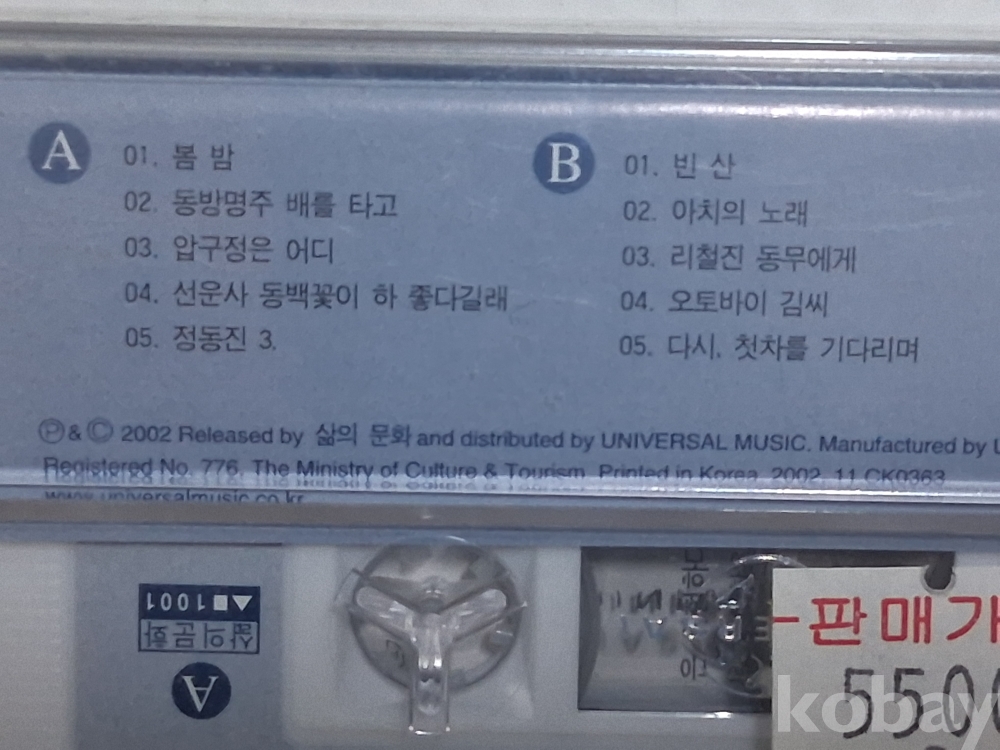 A
01. 봄 밤
02. 동방명주 배를 타고
03. 압구정은 어디
04. 선운사 동백꽃이 하 좋다길래
05. 정동진 3.
B
01. 빈 산
02. 아치의 노래
03. 리철진 동무에게
04. 오토바이 김씨
05. 다시, 첫차를 기다리며
Ⓟ & Ⓒ 2002 Released by 삶의 문화 and distributed by UNIVERSAL MUSIC. Manufactured by
Registered No. 776, The Ministry of Culture & Tourism. Printed in Korea. 2002. 11 CK0363
www.universalmusic.co.kr
1001
A
판매가
550
kobay